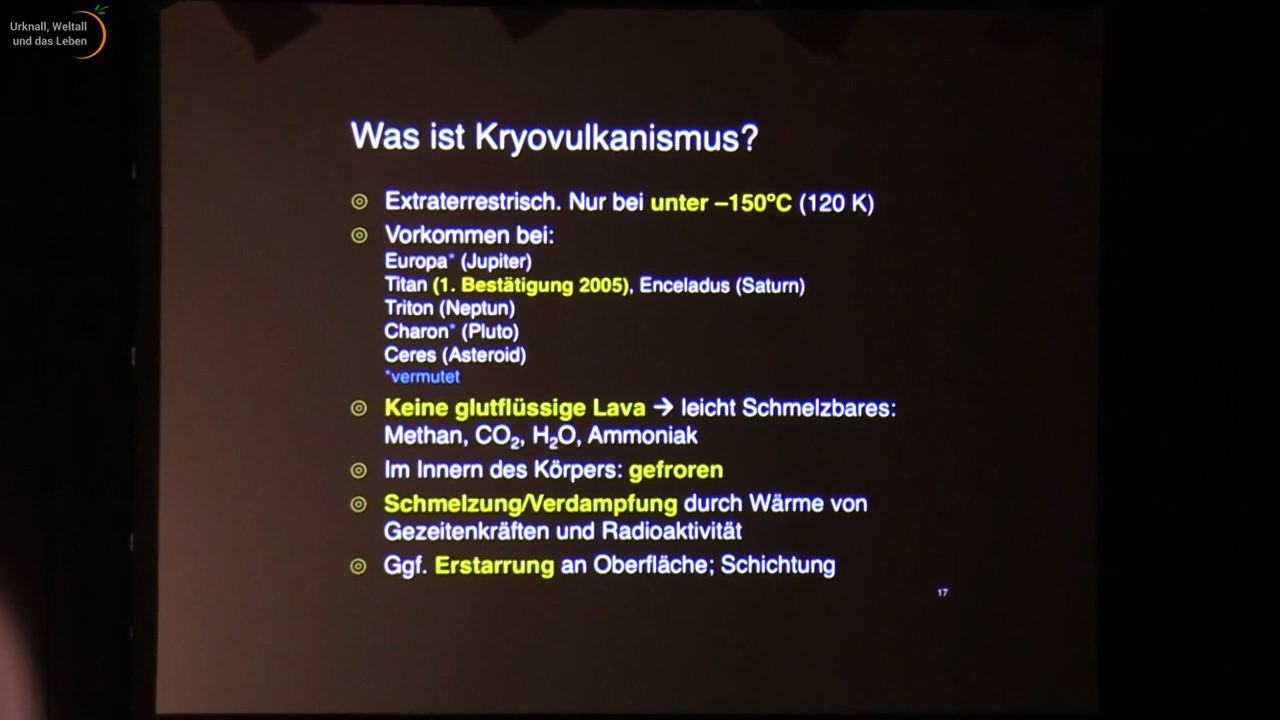 Urknall, Weltall
und das Leben
Was ist Kryovulkanismus?
Extraterrestrisch. Nur bei unter –150ºC (120 K)
Vorkommen bei:
Europa* (Jupiter)
Titan (1. Bestätigung 2005), Enceladus (Saturn)
Triton (Neptun)
Charon* (Pluto)
Ceres (Asteroid)
*vermutet
Keine glutflüssige Lava → leicht Schmelzbares:
Methan, CO₂, H₂O, Ammoniak
Im Innern des Körpers: gefroren
Schmelzung/Verdampfung durch Wärme von
Gezeitenkräften und Radioaktivität
Ggf. Erstarrung an Oberfläche; Schichtung
17